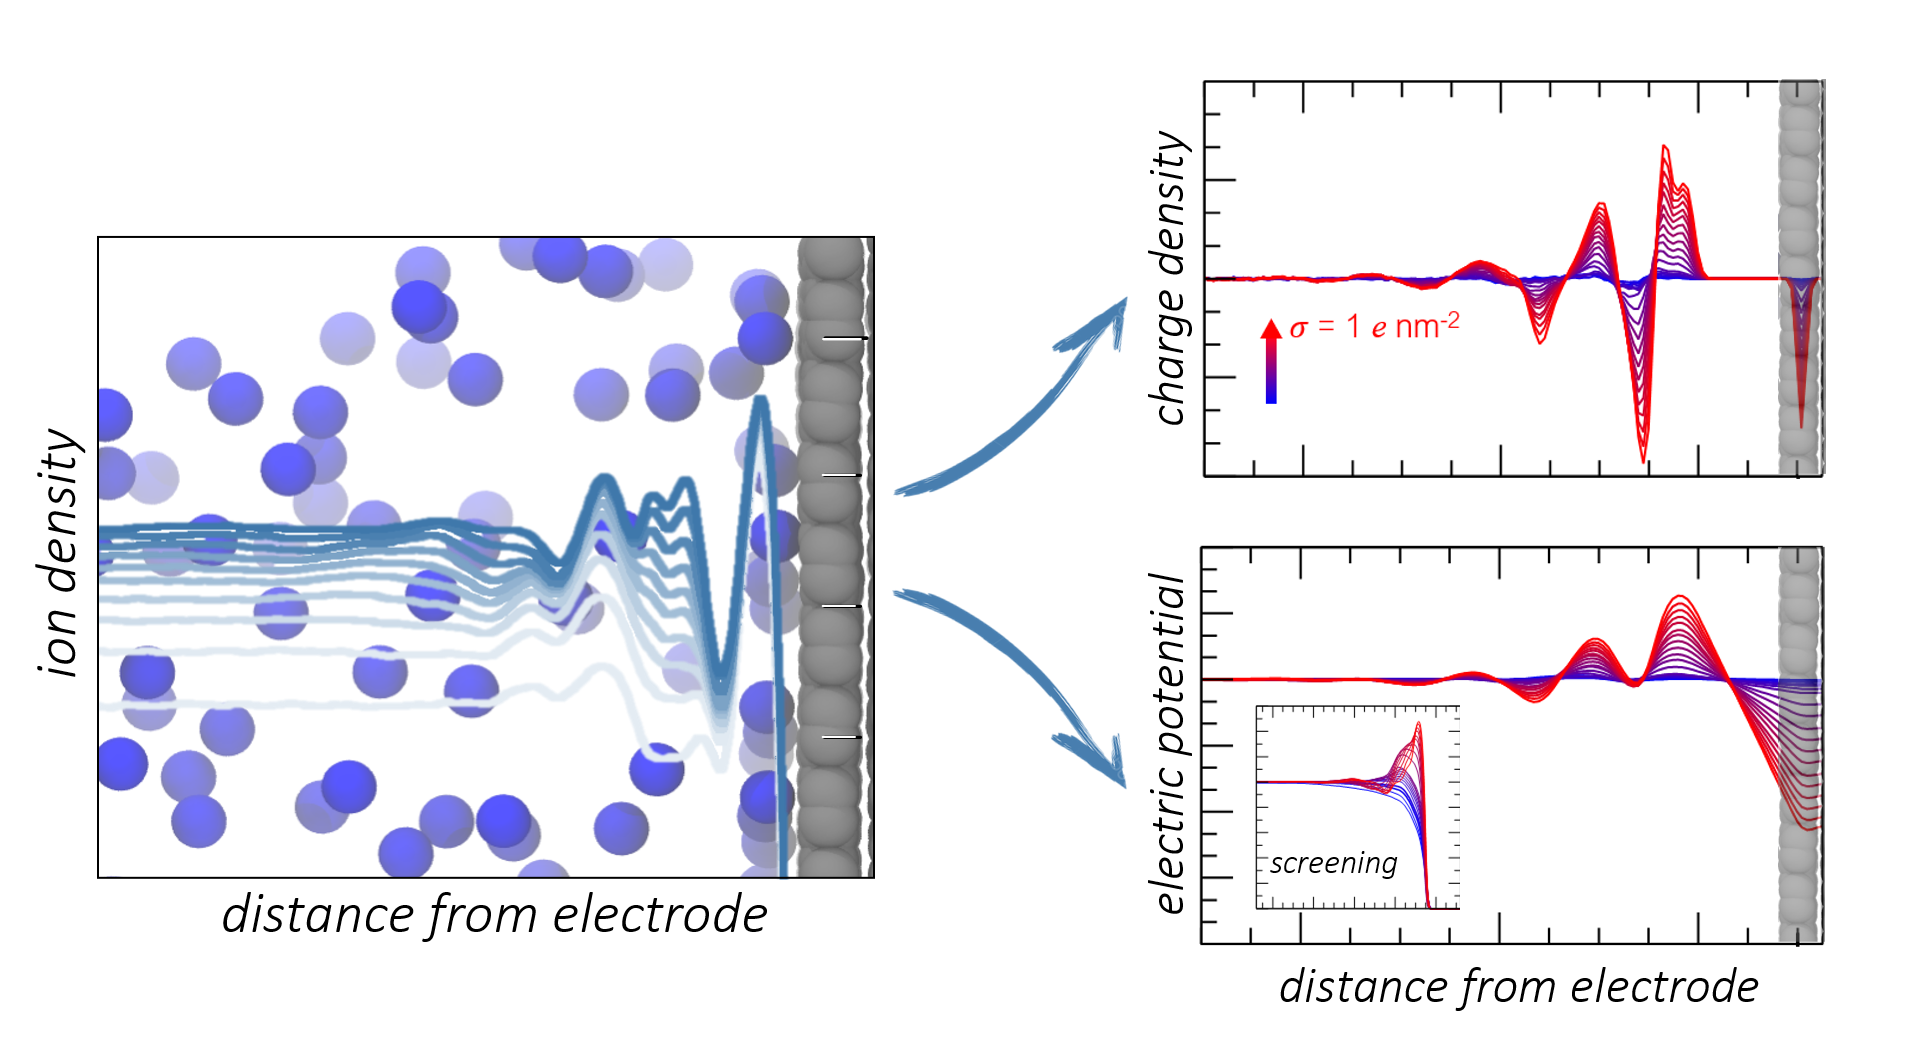 ion density
distance from electrode
charge density
σ = 1 e nm-2
electric potential
screening
distance from electrode